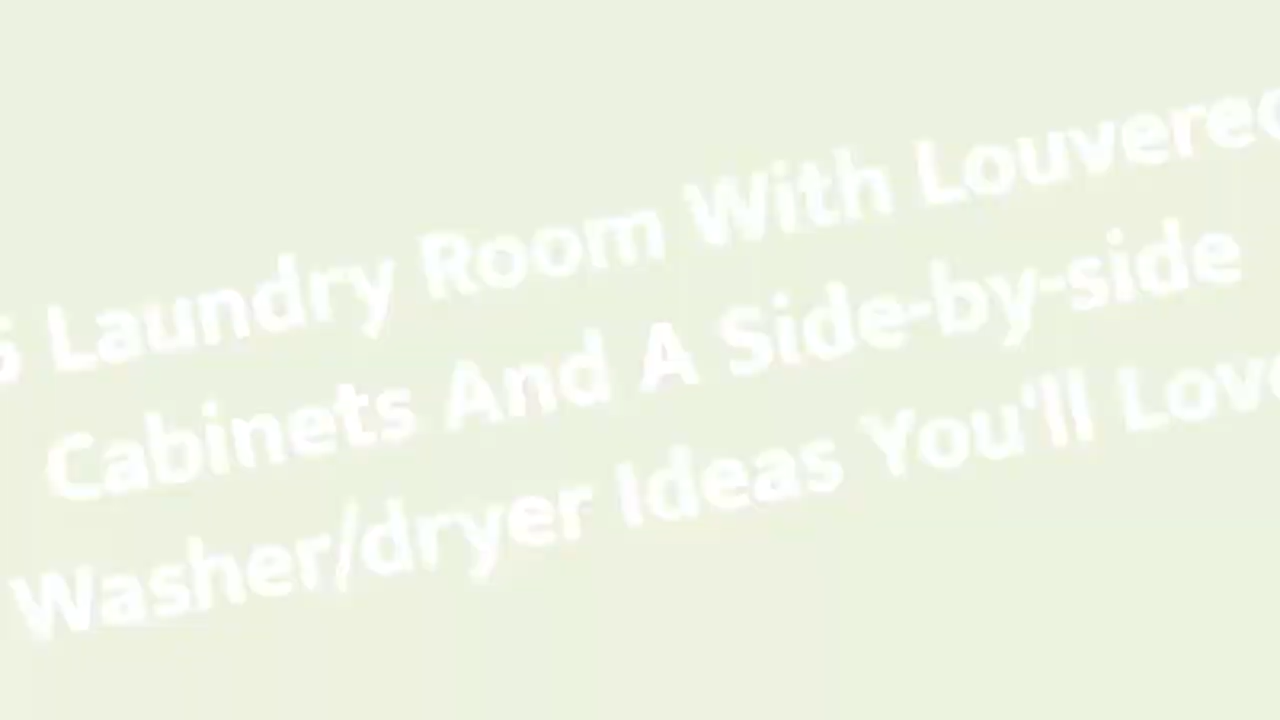 Laundry Room With Louvered
Cabinets And A Side-by-side
Washer/dryer Ideas You'll Love